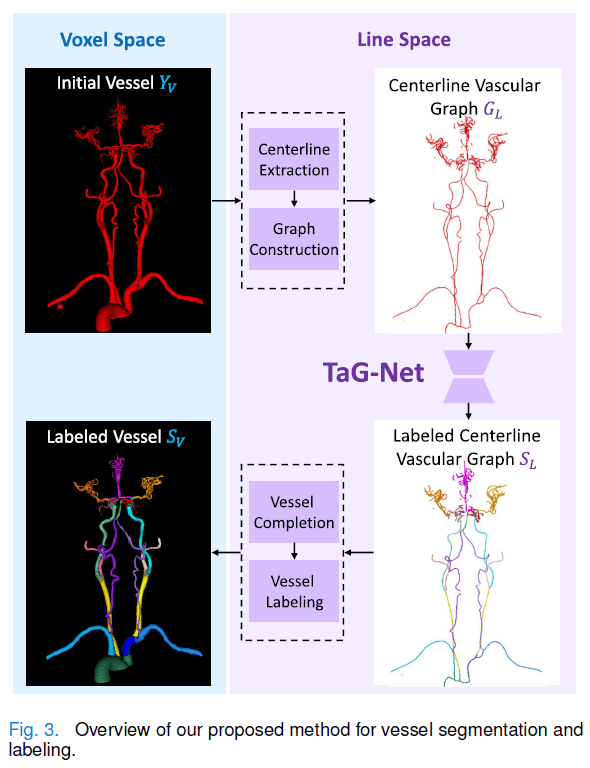 Voxel Space
Line Space
Initial Vessel Y_V
Centerline
Extraction
Graph
Construction
Centerline Vascular
Graph G_L
TaG-Net
Labeled Vessel S_V
Vessel
Completion
Vessel
Labeling
Labeled Centerline
Vascular Graph S_L
Fig. 3. Overview of our proposed method for vessel segmentation and
labeling.